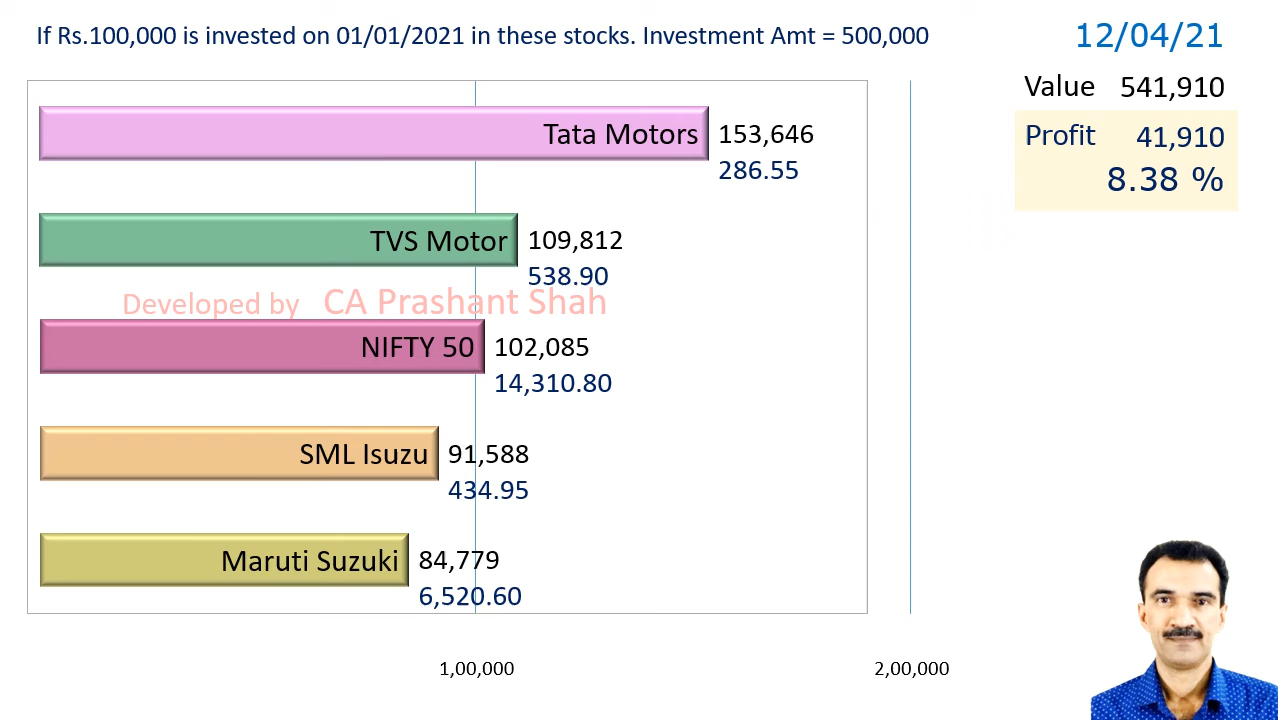 If Rs.100,000 is invested on 01/01/2021 in these stocks. Investment Amt = 500,000
12/04/21
Value 541,910
Profit 41,910
8.38 %
Tata Motors 153,646
286.55
TVS Motor 109,812
538.90
Developed by CA Prashant Shah
NIFTY 50 102,085
14,310.80
SML Isuzu 91,588
434.95
Maruti Suzuki 84,779
6,520.60
1,00,000 2,00,000